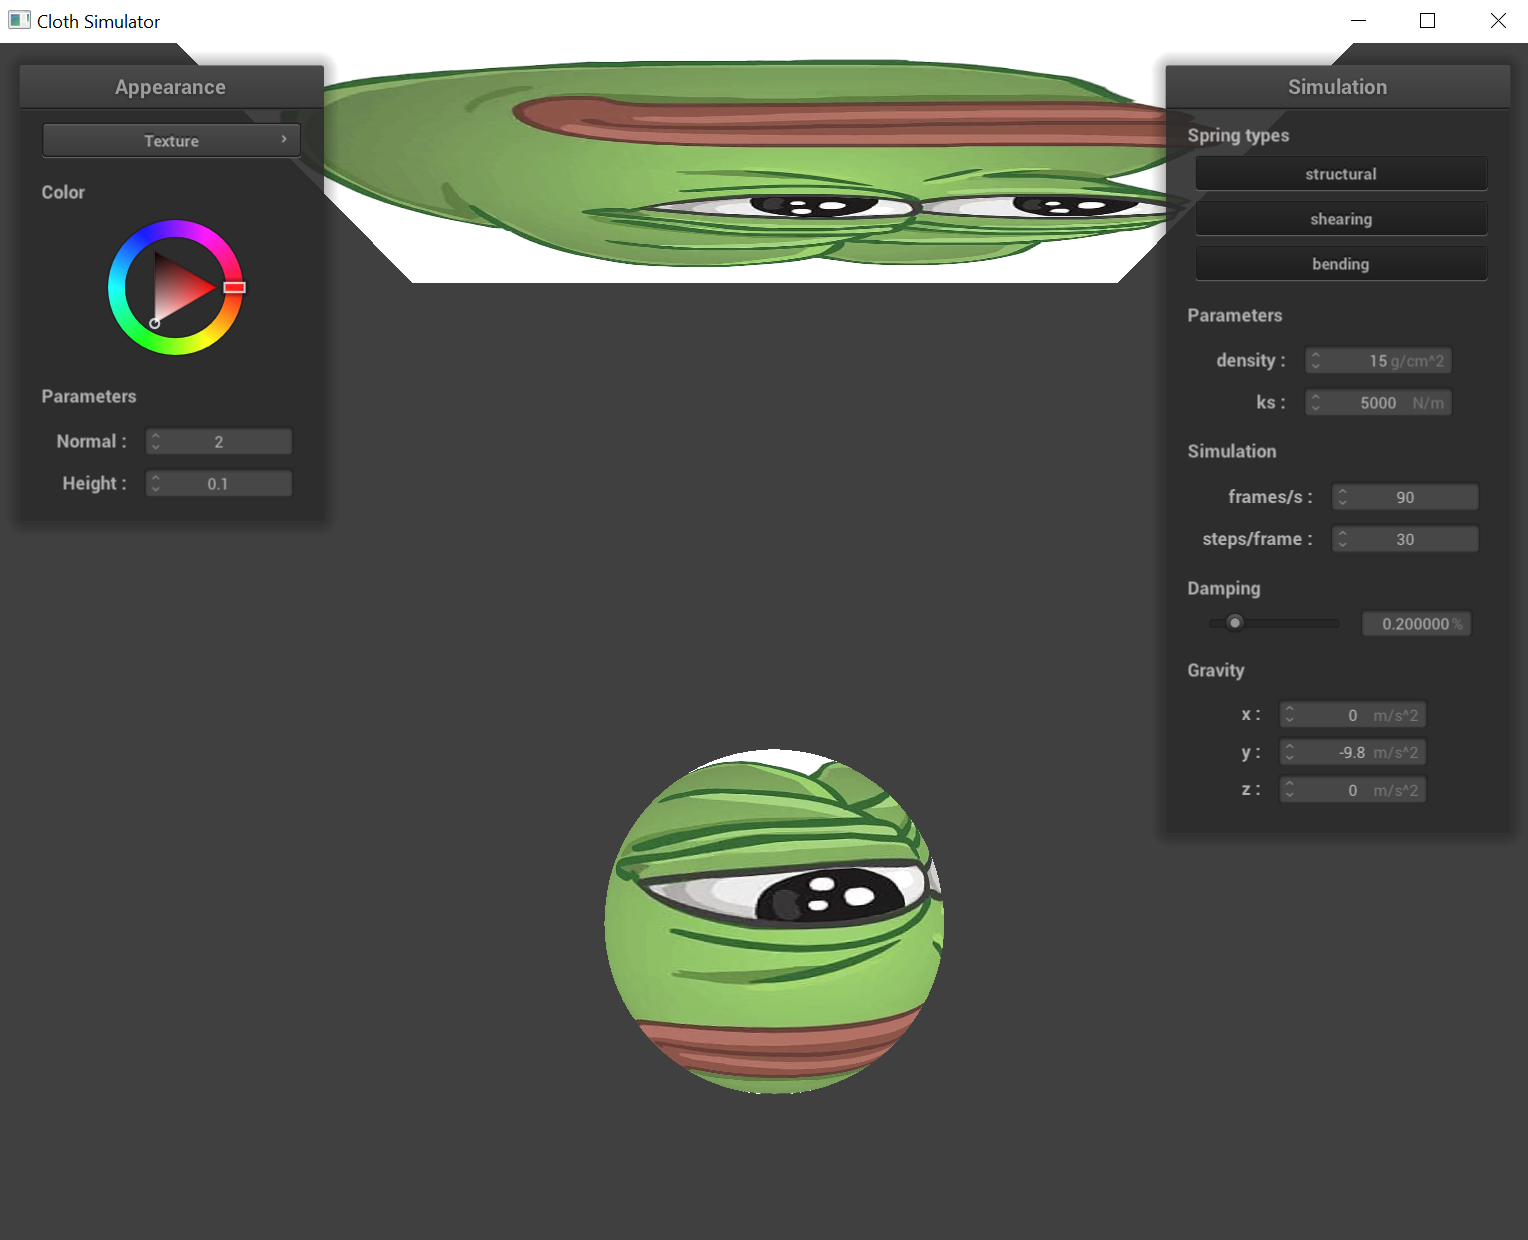 Cloth Simulator
Appearance
Texture
Color
Parameters
Normal : 2
Height : 0.1
Simulation
Spring types
structural
shearing
bending
Parameters
density : 15 g/cm^2
ks : 5000 N/m
Simulation
frames/s : 90
steps/frame : 30
Damping
0.200000 %
Gravity
x : 0 m/s^2
y : -9.8 m/s^2
z : 0 m/s^2